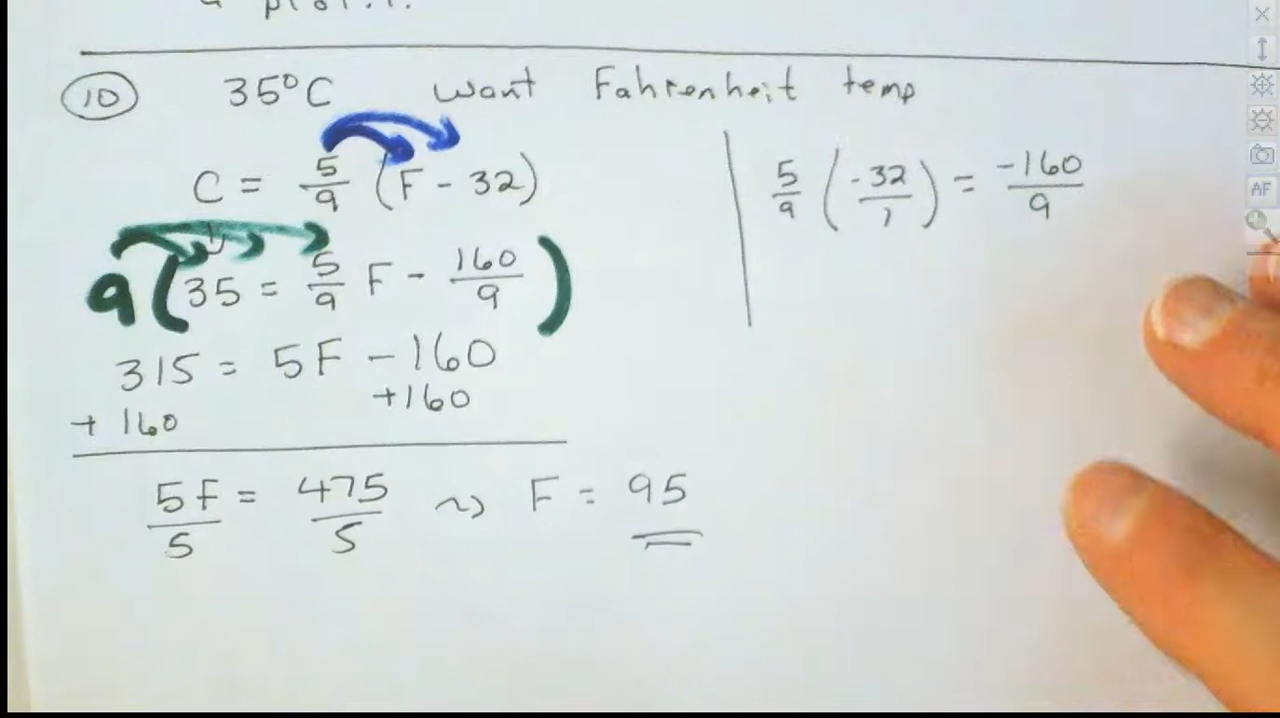 10 35°C want Fahrenheit temp
C = 5/9 (F - 32)
5/9 (-32/1) = -160/9
9(35 = 5/9 F - 160/9)
315 = 5F - 160
+ 160 +160
5F/5 = 475/5 ~> F = 95
AF